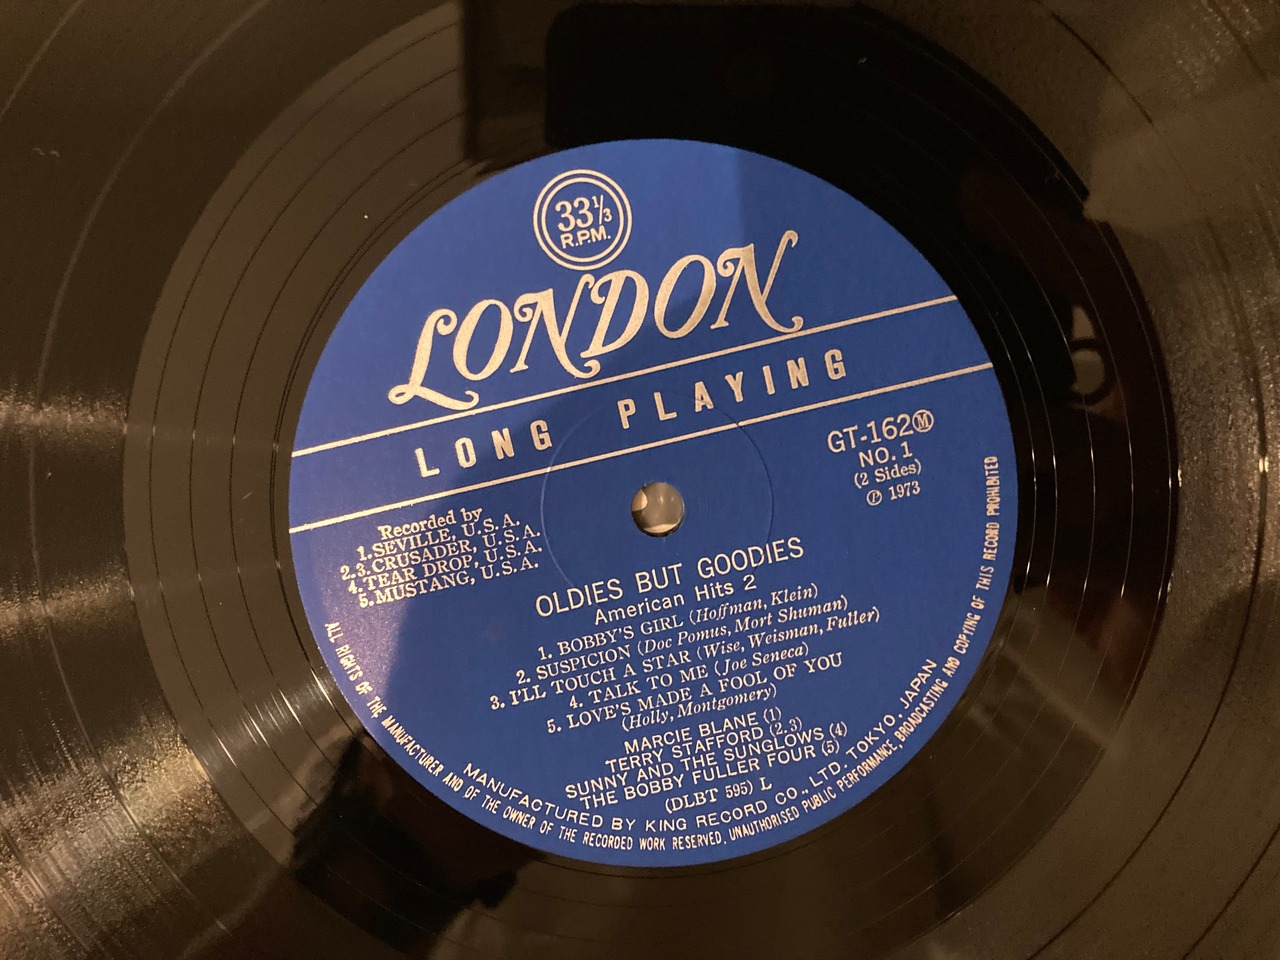 33⅓
R.P.M.
LONDON
LONG PLAYING
GT-162Ⓜ
NO. 1
(2 Sides)
℗ 1973
Recorded by
1. SEVILLE, U. S. A.
2. 3. CRUSADER, U. S. A.
4. TEAR DROP, U. S. A.
5. MUSTANG, U. S. A.
OLDIES BUT GOODIES
American Hits 2
1. BOBBY'S GIRL (Hoffman, Klein)
2. SUSPICION (Doc Pomus, Mort Shuman)
3. I'LL TOUCH A STAR (Wise, Weisman, Fuller)
4. TALK TO ME (Joe Seneca)
5. LOVE'S MADE A FOOL OF YOU
(Holly, Montgomery)
MARCIE BLANE (1)
TERRY STAFFORD (2, 3)
SUNNY AND THE SUNGLOWS (4)
THE BOBBY FULLER FOUR (5)
(DLBT 595) L
MANUFACTURED BY KING RECORD CO., LTD. TOKYO, JAPAN
ALL RIGHTS OF THE MANUFACTURER AND OF THE OWNER OF THE RECORDED WORK RESERVED. UNAUTHORISED PUBLIC PERFORMANCE, BROADCASTING AND COPYING OF THIS RECORD PROHIBITED